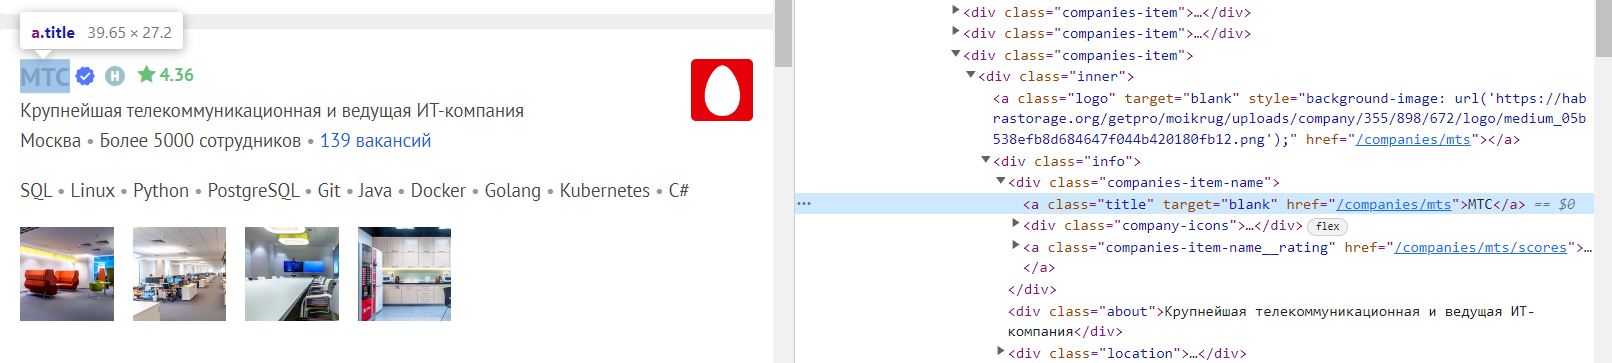 a.title 39.65 × 27.2
МТС H 4.36
Крупнейшая телекоммуникационная и ведущая ИТ-компания
Москва • Более 5000 сотрудников • 139 вакансий
SQL • Linux • Python • PostgreSQL • Git • Java • Docker • Golang • Kubernetes • C#
<div class="companies-item">…</div>
<div class="companies-item">…</div>
<div class="companies-item">
<div class="inner">
<a class="logo" target="blank" style="background-image: url('https://hab
rastorage.org/getpro/moikrug/uploads/company/355/898/672/logo/medium_05b
538efb8d684647f044b420180fb12.png');" href="/companies/mts"></a>
<div class="info">
<div class="companies-item-name">
<a class="title" target="blank" href="/companies/mts">МТС</a> == $0
<div class="company-icons">…</div> flex
<a class="companies-item-name__rating" href="/companies/mts/scores">…
</a>
</div>
<div class="about">Крупнейшая телекоммуникационная и ведущая ИТ-
компания</div>
<div class="location">…</div>